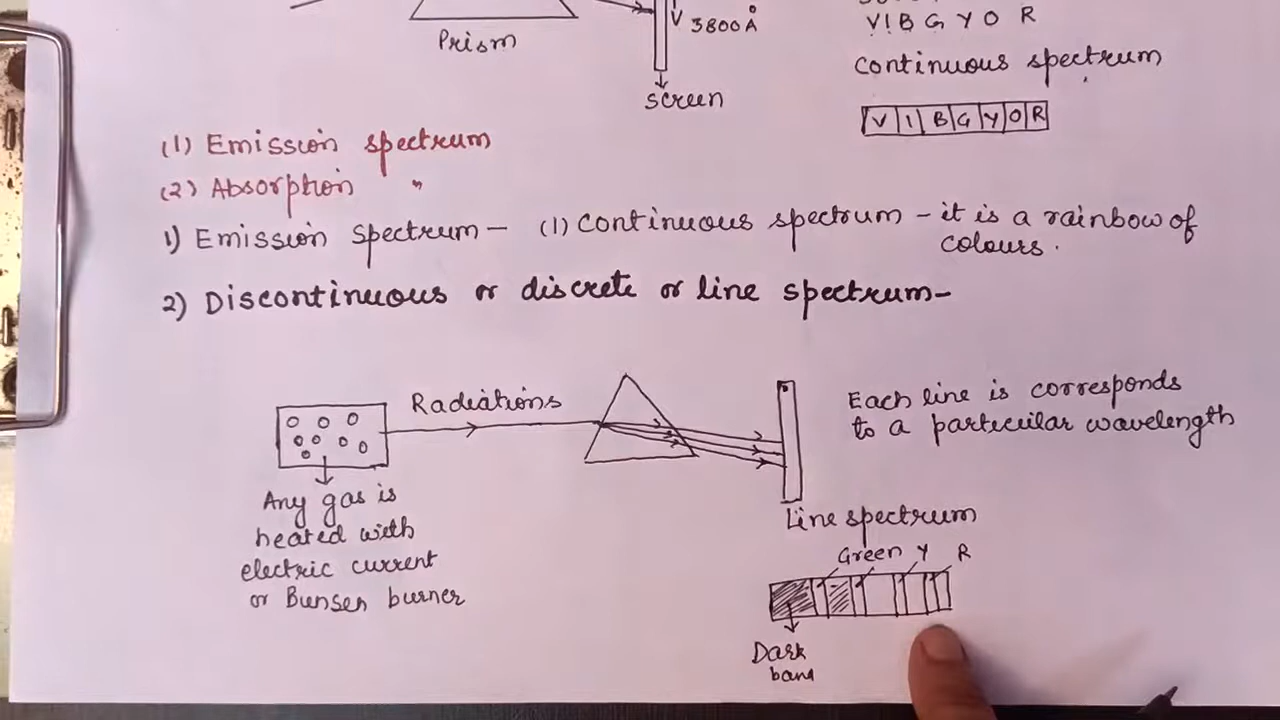 V 3800 Å
Prism
screen
V I B G Y O R
continuous spectrum
V I B G Y O R
(1) Emission spectrum
(2) Absorption "
1) Emission spectrum - (1) continuous spectrum - it is a rainbow of
colours.
2) Discontinuous or discrete or line spectrum-
Radiations
Each line is corresponds
to a particular wavelength
Any gas is
heated with
electric current
or Bunsen burner
Line spectrum
Green Y R
Dark
band